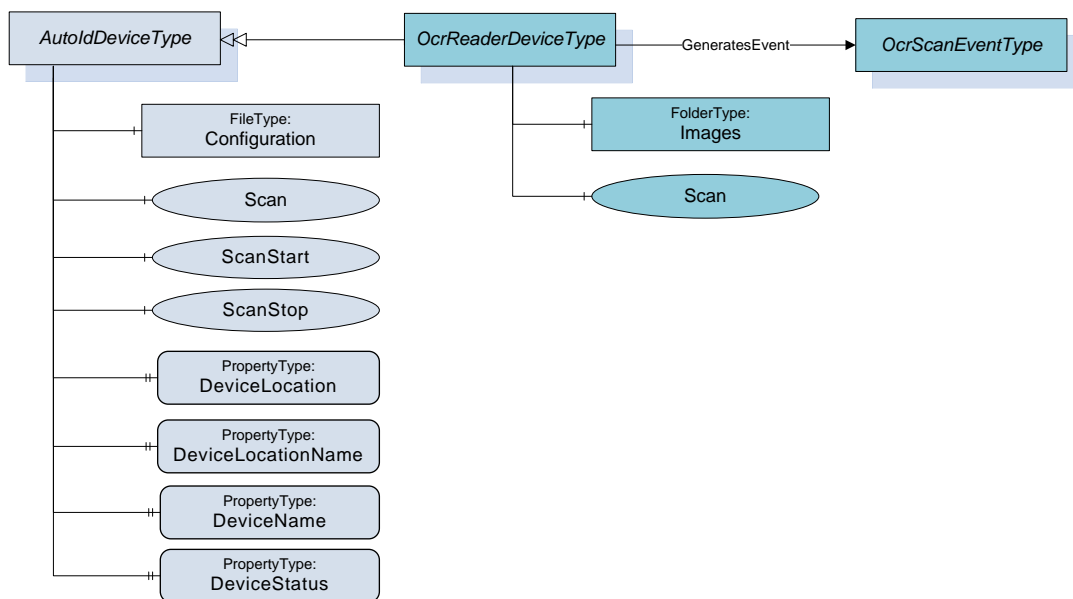 AutoIdDeviceType
OcrReaderDeviceType
GeneratesEvent
OcrScanEventType
FileType:
Configuration
Scan
ScanStart
ScanStop
PropertyType:
DeviceLocation
PropertyType:
DeviceLocationName
PropertyType:
DeviceName
PropertyType:
DeviceStatus
FolderType:
Images
Scan